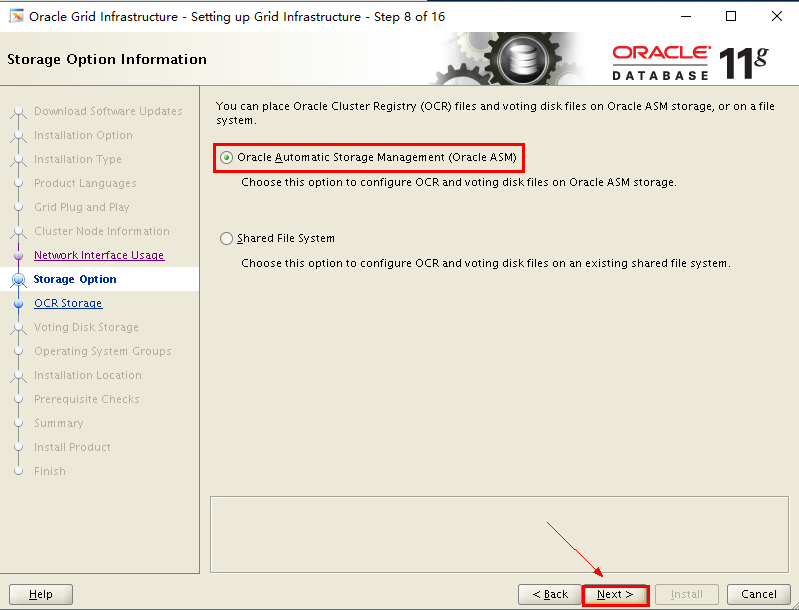 Oracle Grid Infrastructure - Setting up Grid Infrastructure - Step 8 of 16
Storage Option Information
ORACLE
DATABASE
11g
Download Software Updates
Installation Option
Installation Type
Product Languages
Grid Plug and Play
Cluster Node Information
Network Interface Usage
Storage Option
OCR Storage
Voting Disk Storage
Operating System Groups
Installation Location
Prerequisite Checks
Summary
Install Product
Finish
You can place Oracle Cluster Registry (OCR) files and voting disk files on Oracle ASM storage, or on a file
system.
Oracle Automatic Storage Management (Oracle ASM)
Choose this option to configure OCR and voting disk files on Oracle ASM storage.
Shared File System
Choose this option to configure OCR and voting disk files on an existing shared file system.
Help
< Back
Next >
Install
Cancel